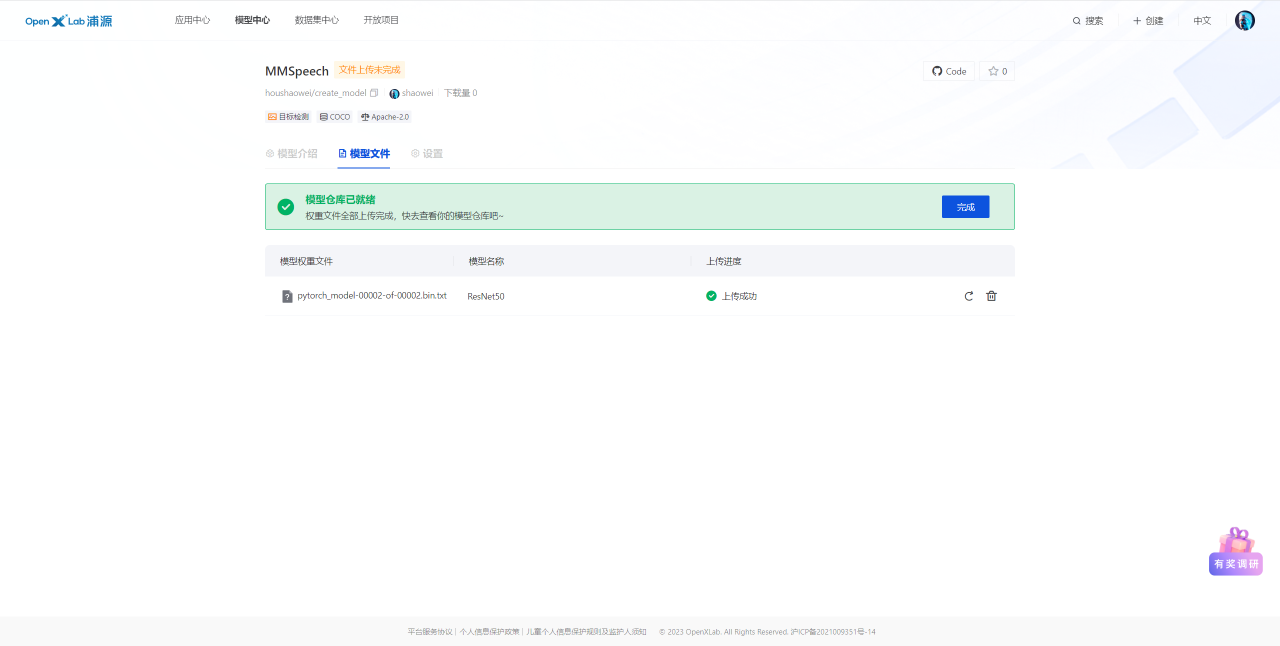 Open X Lab 浦源 应用中心 模型中心 数据集中心 开放项目 搜索 创建 中文
MMSpeech 文件上传未完成 Code 0
houshaowei/create_model shaowei 下载量 0
目标检测 COCO Apache-2.0
模型介绍 模型文件 设置
模型仓库已就绪
权重文件全部上传完成，快去查看你的模型仓库吧~ 完成
模型权重文件 模型名称 上传进度
pytorch_model-00002-of-00002.bin.txt ResNet50 上传成功
有奖调研
平台服务协议 | 个人信息保护政策 | 儿童个人信息保护规则及监护人须知 © 2023 OpenXLab. All Rights Reserved. 沪ICP备2021009351号-14